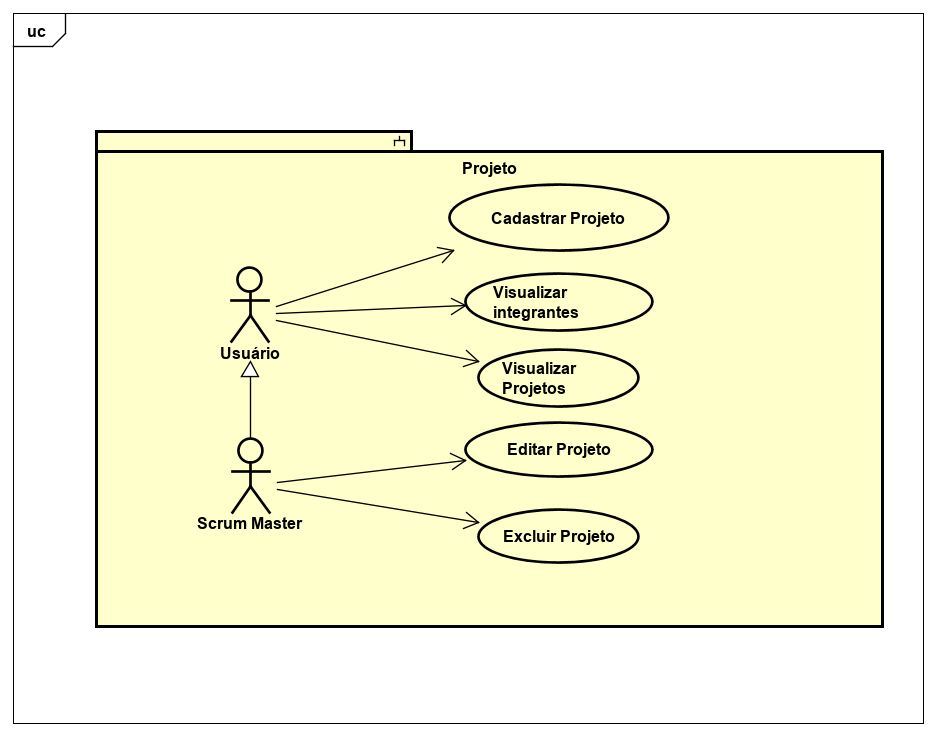 uc
Projeto
Cadastrar Projeto
Visualizar
integrantes
Usuário
Visualizar
Projetos
Editar Projeto
Scrum Master
Excluir Projeto